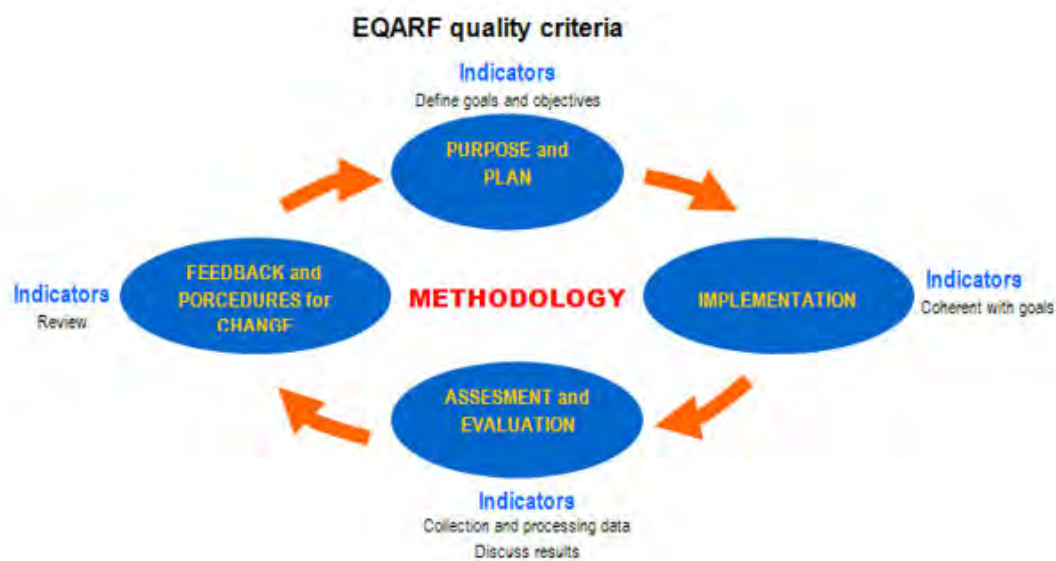 EQARF quality criteria
Indicators
Define goals and objectives
PURPOSE and
PLAN
FEEDBACK and
PORCEDURES for
CHANGE
Indicators
Review
METHODOLOGY
IMPLEMENTATION
Indicators
Coherent with goals
ASSESMENT and
EVALUATION
Indicators
Collection and processing data
Discuss results